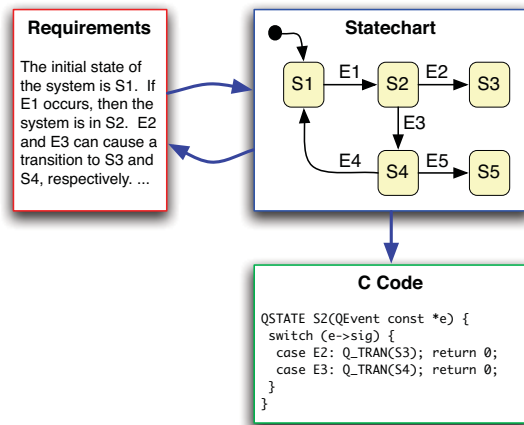 Requirements
The initial state of
the system is S1. If
E1 occurs, then the
system is in S2. E2
and E3 can cause a
transition to S3 and
S4, respectively. ...
Statechart
S1
E1
S2
E2
S3
E3
E4
S4
E5
S5
C Code
QSTATE S2(QEvent const *e) {
switch (e->sig) {
case E2: Q_TRAN(S3); return 0;
case E3: Q_TRAN(S4); return 0;
}
}